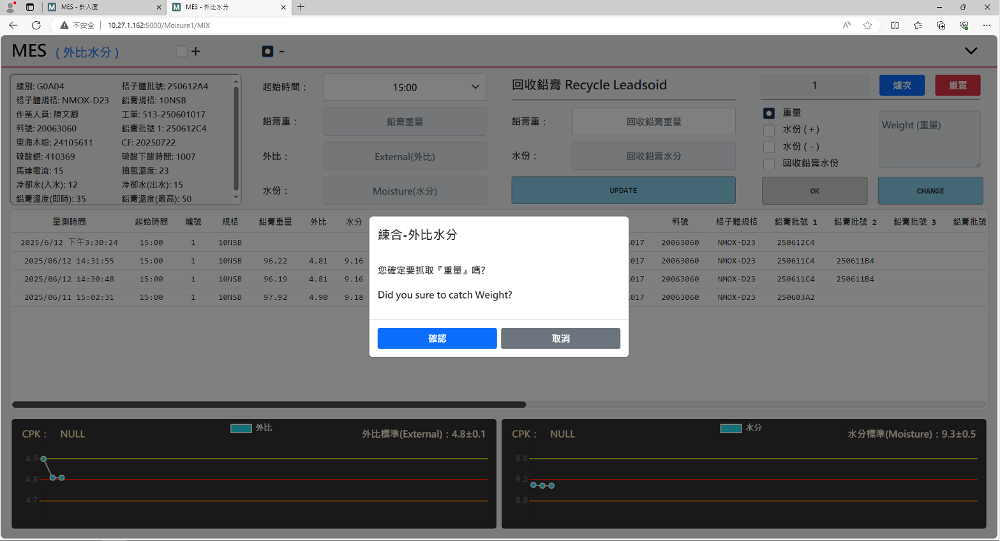 MES - 針入度
MES - 外比水分
不安全
10.27.1.162:5000/Moisure1/MIX
MES ( 外比水分 )
+
-
線別: G0A04 格子體批號: 250612A4
格子體規格: NMOX-D23 鉛膏規格: 10NSB
作業人員: 陳文卿 工單: 513-250601017
料號: 20063060 鉛膏批號 1: 250612C4
東海木粉: 24105611 CF: 20250722
硫酸鋇: 410369 硫酸下酸時間: 1007
馬達電流: 15 抽風溫度: 23
冷卻水(入水): 12 冷卻水(出水): 15
鉛膏溫度(即時): 35 鉛膏溫度(最高): 50
起始時間 : 15:00
鉛膏重 : 鉛膏重量
外比 : External(外比)
水份 : Moisture(水分)
回收鉛膏 Recycle Leadsoid
鉛膏重 : 回收鉛膏重量
水份 : 回收鉛膏水分
UPDATE
1 爐次 重置
重量
水份 ( + )
水份 ( - )
回收鉛膏水份
Weight (重量)
OK CHANGE
量測時間 起始時間 爐號 規格 鉛膏重量 外比 水分 料號 格子體規格 鉛膏批號 1 鉛膏批號 2 鉛膏批號 3 鉛膏批號
2025/6/12 下午3:30:24 15:00 1 10NSB 017 20063060 NMOX-D23 250612C4
2025/06/12 14:31:55 15:00 1 10NSB 96.22 4.81 9.16 017 20063060 NMOX-D23 250611C4 250611B4
2025/06/12 14:30:48 15:00 1 10NSB 96.19 4.81 9.16 017 20063060 NMOX-D23 250611C4 250611B4
2025/06/11 15:02:31 15:00 1 10NSB 97.92 4.90 9.18 017 20063060 NMOX-D23 250603A2
練合-外比水分
您確定要抓取『重量』嗎?
Did you sure to catch Weight?
確認 取消
CPK : NULL 外比 外比標準(External) : 4.8±0.1
4.9
4.8
4.7
CPK : NULL 水分 水分標準(Moisture) : 9.3±0.5
9.8
9.3
8.8